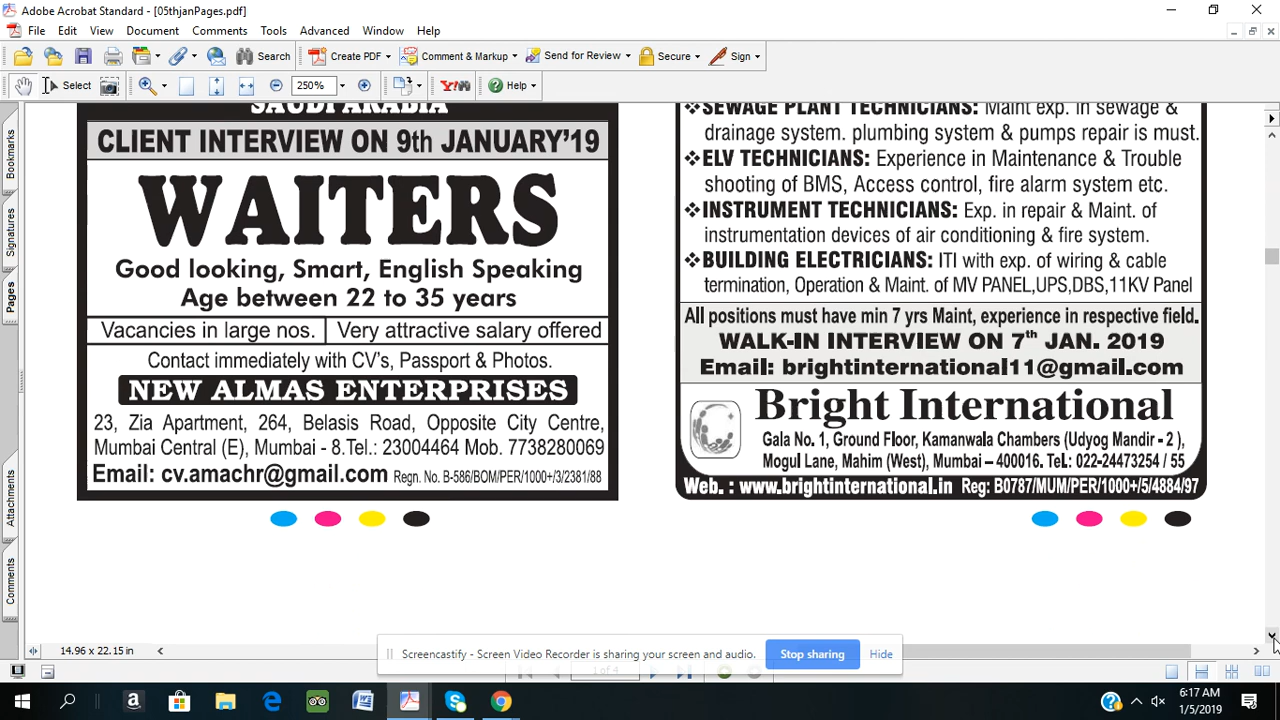 Adobe Acrobat Standard - [05thjanPages.pdf]
File Edit View Document Comments Tools Advanced Window Help
Search Create PDF Comment & Markup Send for Review Secure Sign
Select 250% Y! Help
Bookmarks
Signatures
Pages
Attachments
Comments
SAUDI ARABIA
CLIENT INTERVIEW ON 9th JANUARY'19
WAITERS
Good looking, Smart, English Speaking
Age between 22 to 35 years
Vacancies in large nos. Very attractive salary offered
Contact immediately with CV's, Passport & Photos.
NEW ALMAS ENTERPRISES
23, Zia Apartment, 264, Belasis Road, Opposite City Centre,
Mumbai Central (E), Mumbai - 8.Tel.: 23004464 Mob. 7738280069
Email: cv.amachr@gmail.com Regn. No. B-586/BOM/PER/1000+/3/2381/88
❖SEWAGE PLANT TECHNICIANS: Maint exp. in sewage &
drainage system. plumbing system & pumps repair is must.
❖ELV TECHNICIANS: Experience in Maintenance & Trouble
shooting of BMS, Access control, fire alarm system etc.
❖INSTRUMENT TECHNICIANS: Exp. in repair & Maint. of
instrumentation devices of air conditioning & fire system.
❖BUILDING ELECTRICIANS: ITI with exp. of wiring & cable
termination, Operation & Maint. of MV PANEL,UPS,DBS,11KV Panel
All positions must have min 7 yrs Maint, experience in respective field.
WALK-IN INTERVIEW ON 7th JAN. 2019
Email: brightinternational11@gmail.com
Bright International
Gala No. 1, Ground Floor, Kamanwala Chambers (Udyog Mandir - 2 ),
Mogul Lane, Mahim (West), Mumbai – 400016. Tel.: 022-24473254 / 55
Web. : www.brightinternational.in Reg: B0787/MUM/PER/1000+/5/4884/97
14.96 x 22.15 in
Screencastify - Screen Video Recorder is sharing your screen and audio. Stop sharing Hide
1 of 4
6:17 AM
1/5/2019